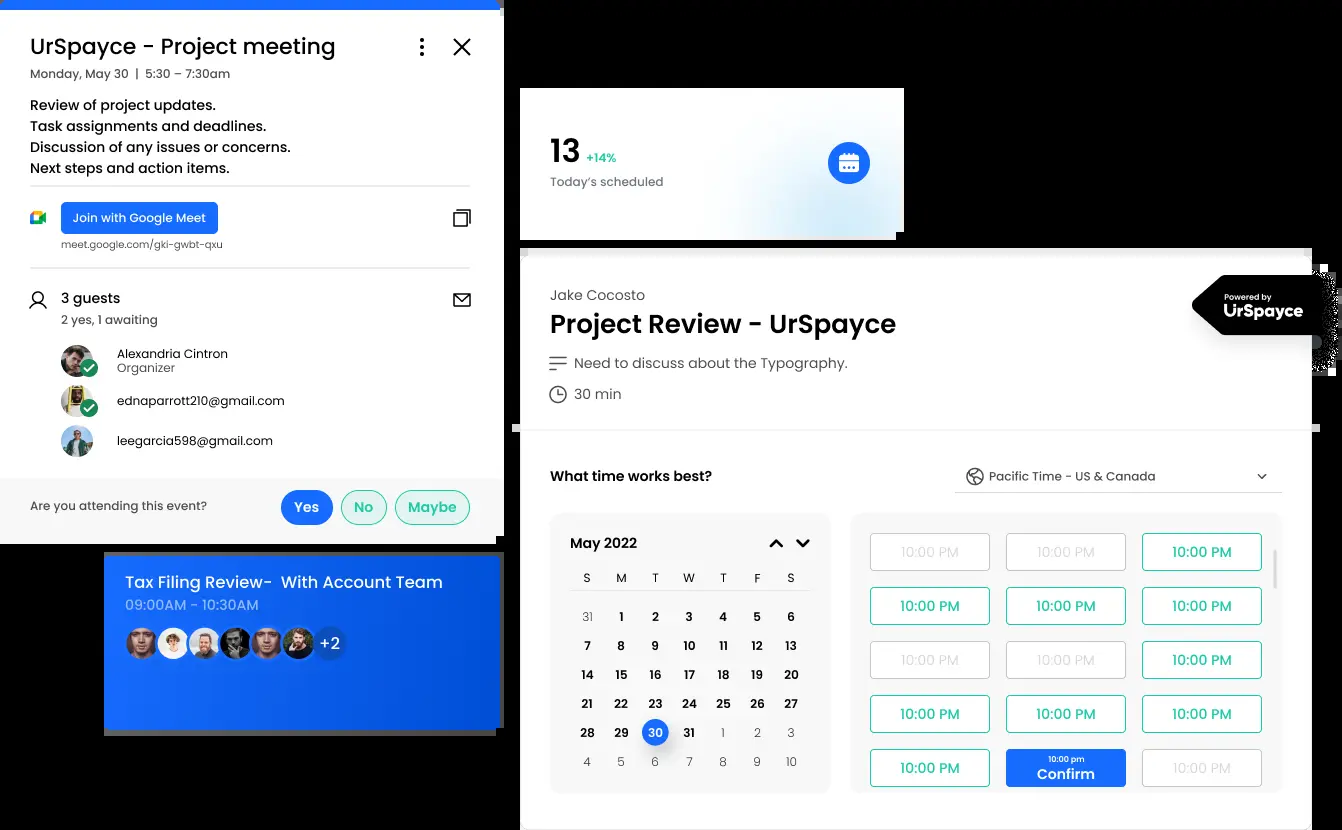 UrSpayce - Project meeting
Monday, May 30 | 5:30 – 7:30am
Review of project updates.
Task assignments and deadlines.
Discussion of any issues or concerns.
Next steps and action items.
Join with Google Meet
meet.google.com/gki-gwbt-qxu
3 guests
2 yes, 1 awaiting
Alexandria Cintron
Organizer
ednaparrott210@gmail.com
leegarcia598@gmail.com
Are you attending this event?
Yes No Maybe
Tax Filing Review- With Account Team
09:00AM - 10:30AM
+2
13 +14%
Today's scheduled
Jake Cocosto
Project Review - UrSpayce
Powered by
UrSpayce
Need to discuss about the Typography.
30 min
What time works best?
Pacific Time - US & Canada
May 2022
S M T W T F S
31 1 2 3 4 5 6
7 8 9 10 11 12 13
14 15 16 17 18 19 20
21 22 23 24 25 26 27
28 29 30 31 1 2 3
4 5 6 7 8 9 10
10:00 PM 10:00 PM 10:00 PM
10:00 PM 10:00 PM 10:00 PM
10:00 PM 10:00 PM 10:00 PM
10:00 PM 10:00 PM 10:00 PM
10:00 PM 10:00 pm Confirm 10:00 PM